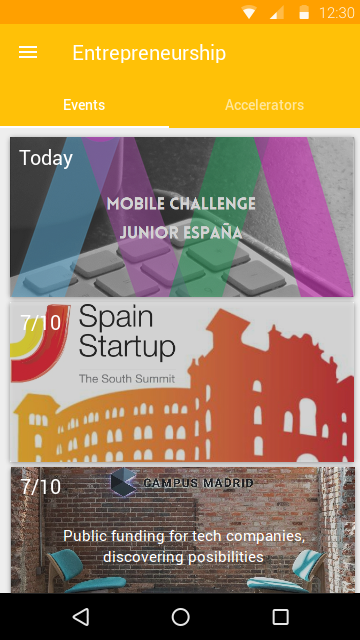 12:30
Entrepreneurship
Events
Accelerators
Today
MOBILE CHALLENGE
JUNIOR ESPAÑA
7/10
Spain
Startup
The South Summit
7/10
CAMPUS MADRID
Public funding for tech companies,
discovering posibilities